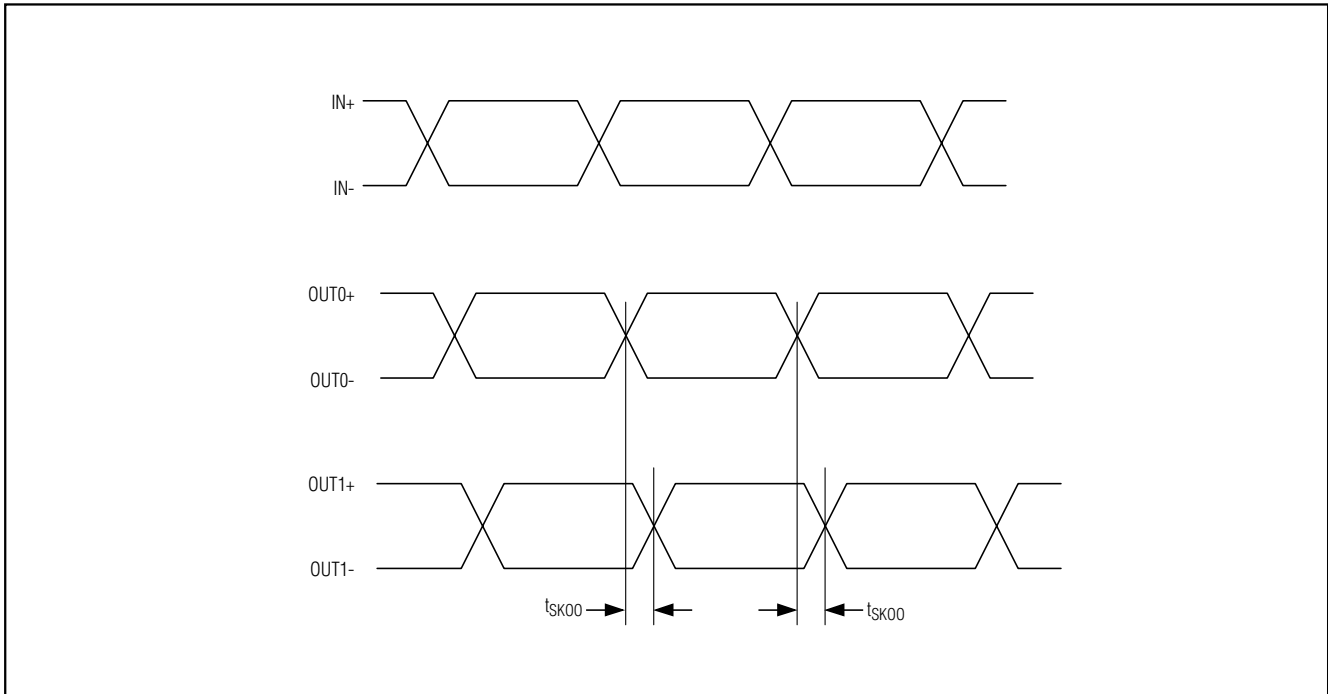 IN+
IN-
OUT0+
OUT0-
OUT1+
OUT1-
tSKOO
tSKOO